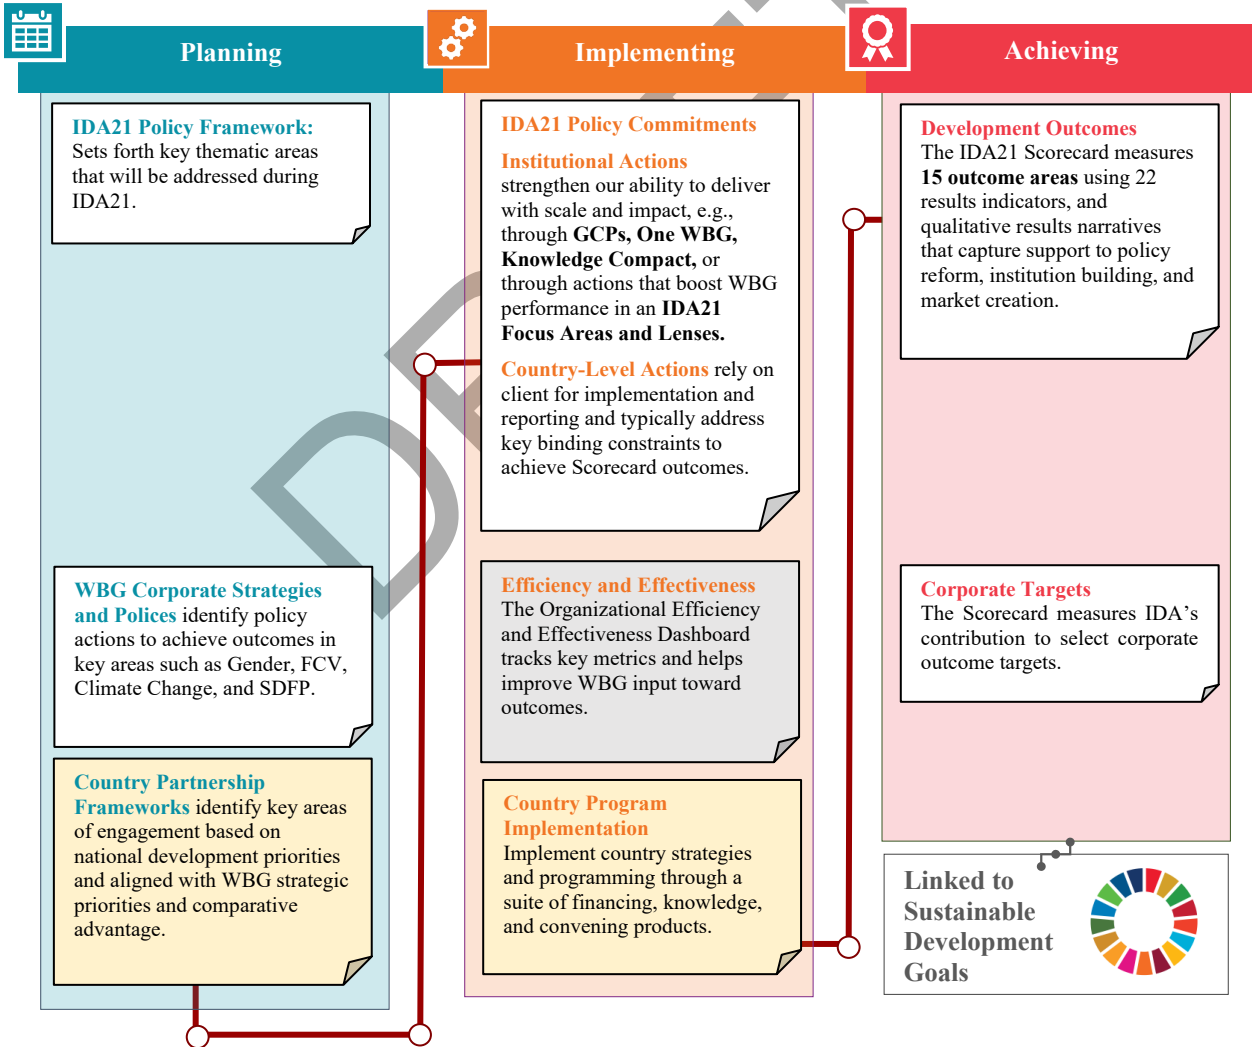 Planning
IDA21 Policy Framework:
Sets forth key thematic areas
that will be addressed during
IDA21.
WBG Corporate Strategies
and Polices identify policy
actions to achieve outcomes in
key areas such as Gender, FCV,
Climate Change, and SDFP.
Country Partnership
Frameworks identify key areas
of engagement based on
national development priorities
and aligned with WBG strategic
priorities and comparative
advantage.
Implementing
IDA21 Policy Commitments
Institutional Actions
strengthen our ability to deliver
with scale and impact, e.g.,
through GCPs, One WBG,
Knowledge Compact, or
through actions that boost WBG
performance in an IDA21
Focus Areas and Lenses.
Country-Level Actions rely on
client for implementation and
reporting and typically address
key binding constraints to
achieve Scorecard outcomes.
Efficiency and Effectiveness
The Organizational Efficiency
and Effectiveness Dashboard
tracks key metrics and helps
improve WBG input toward
outcomes.
Country Program
Implementation
Implement country strategies
and programming through a
suite of financing, knowledge,
and convening products.
Achieving
Development Outcomes
The IDA21 Scorecard measures
15 outcome areas using 22
results indicators, and
qualitative results narratives
that capture support to policy
reform, institution building, and
market creation.
Corporate Targets
The Scorecard measures IDA's
contribution to select corporate
outcome targets.
Linked to
Sustainable
Development
Goals